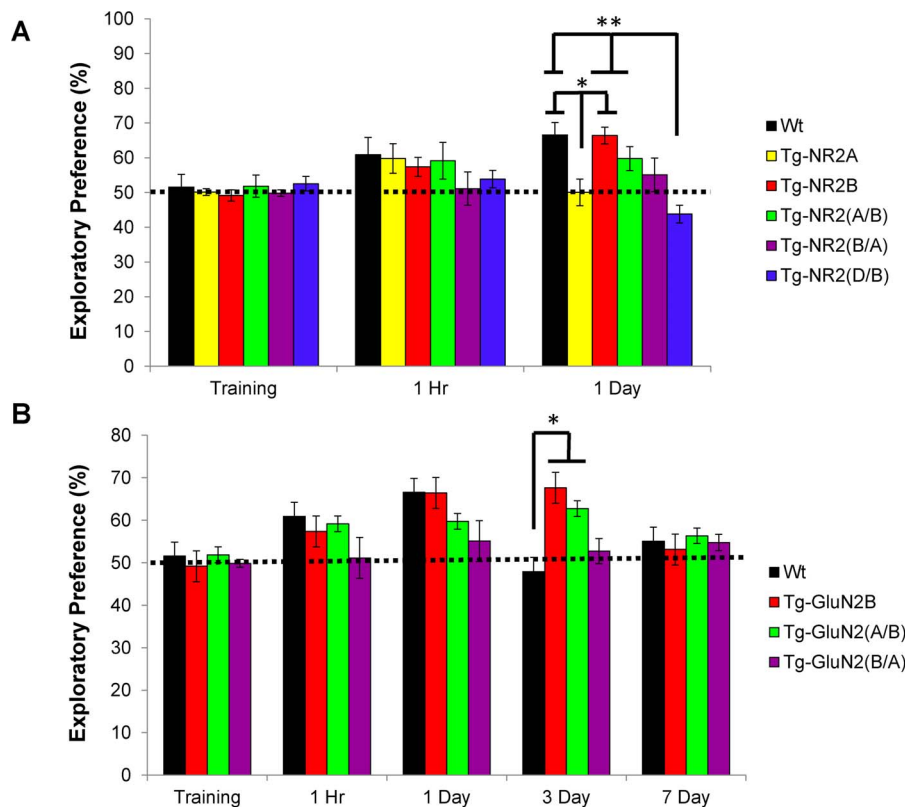 A
Exploratory Preference (%)
100
90
80
70
60
50
40
30
20
10
0
**
*
Training
1 Hr
1 Day
Wt
Tg-NR2A
Tg-NR2B
Tg-NR2(A/B)
Tg-NR2(B/A)
Tg-NR2(D/B)
B
Exploratory Preference (%)
80
70
60
50
40
30
20
10
0
*
Training
1 Hr
1 Day
3 Day
7 Day
Wt
Tg-GluN2B
Tg-GluN2(A/B)
Tg-GluN2(B/A)